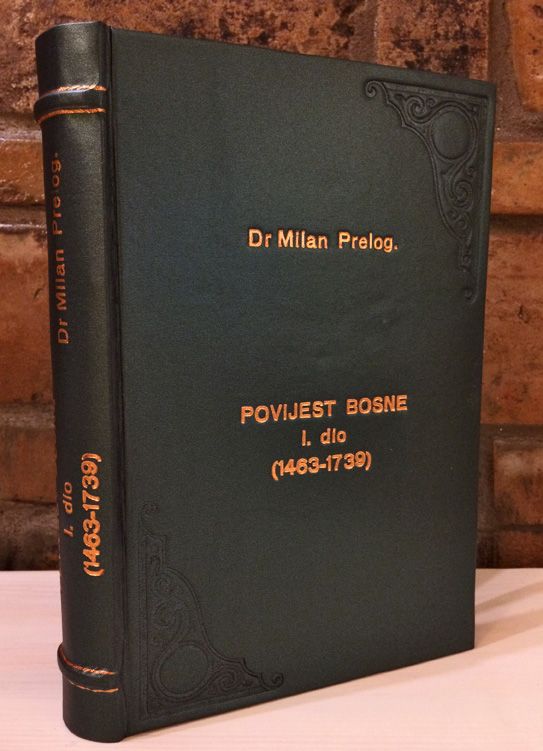 Dr Milan Prelog.
POVIJEST BOSNE
I. dio
(1463-1739)
Dr Milan Prelog.
I. dio
(1463-1739)